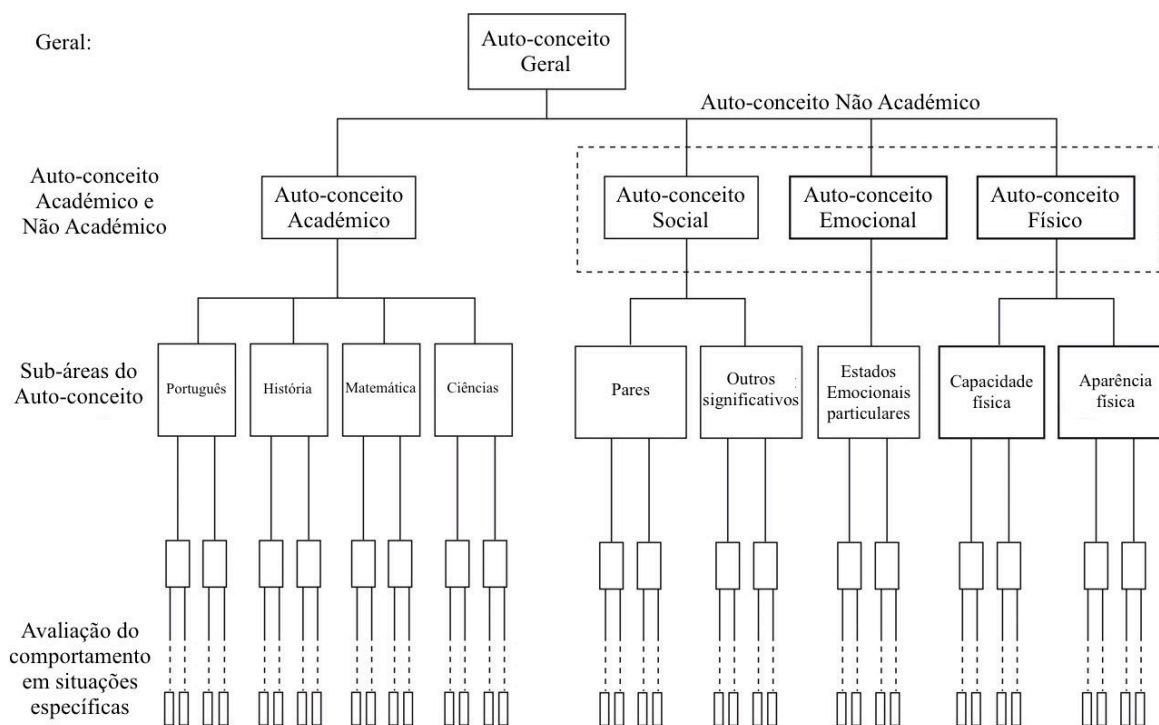 Geral:
Auto-conceito
Geral
Auto-conceito Não Académico
Auto-conceito
Académico e
Não Académico
Auto-conceito
Académico
Auto-conceito
Social
Auto-conceito
Emocional
Auto-conceito
Físico
Sub-áreas do
Auto-conceito
Português
História
Matemática
Ciências
Pares
Outros
significativos
Estados
Emocionais
particulares
Capacidade
física
Aparência
física
Avaliação do
comportamento
em situações
específicas